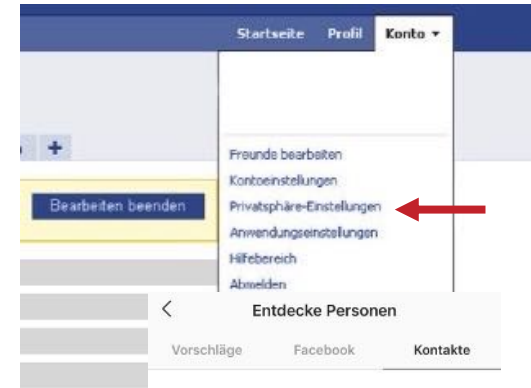 Startseite Profil Konto
+
Freunde bearbeiten
Kontoeinstellungen
Bearbeiten beenden
Privatsphäre-Einstellungen
Anwendungseinstellungen
Hilfebereich
Abmelden
Entdecke Personen
Vorschläge Facebook Kontakte